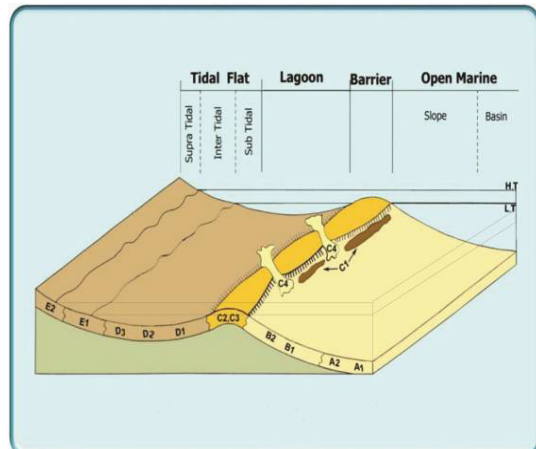 Tidal Flat Lagoon Barrier Open Marine
Supra Tidal
Inter Tidal
Sub Tidal
Slope Basin
H.T
L.T
C4
C4
C1
E2 E1 D3 D2 D1 C2,C3 B2 B1 A2 A1